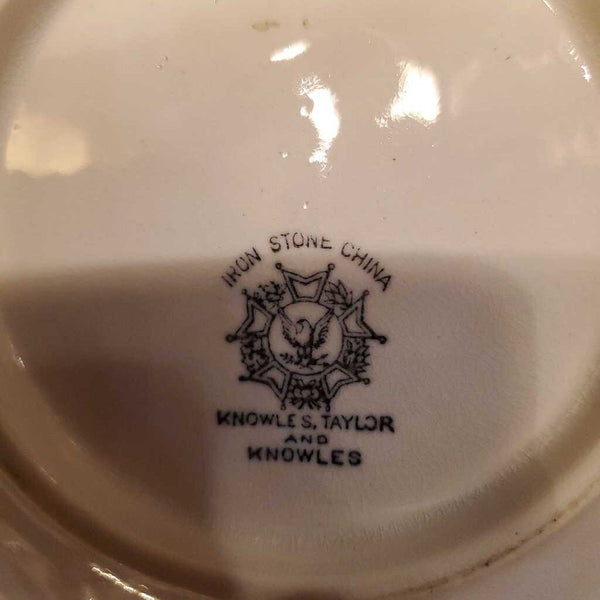 IRON STONE CHINA
KNOWLES, TAYLOR
AND
KNOWLES